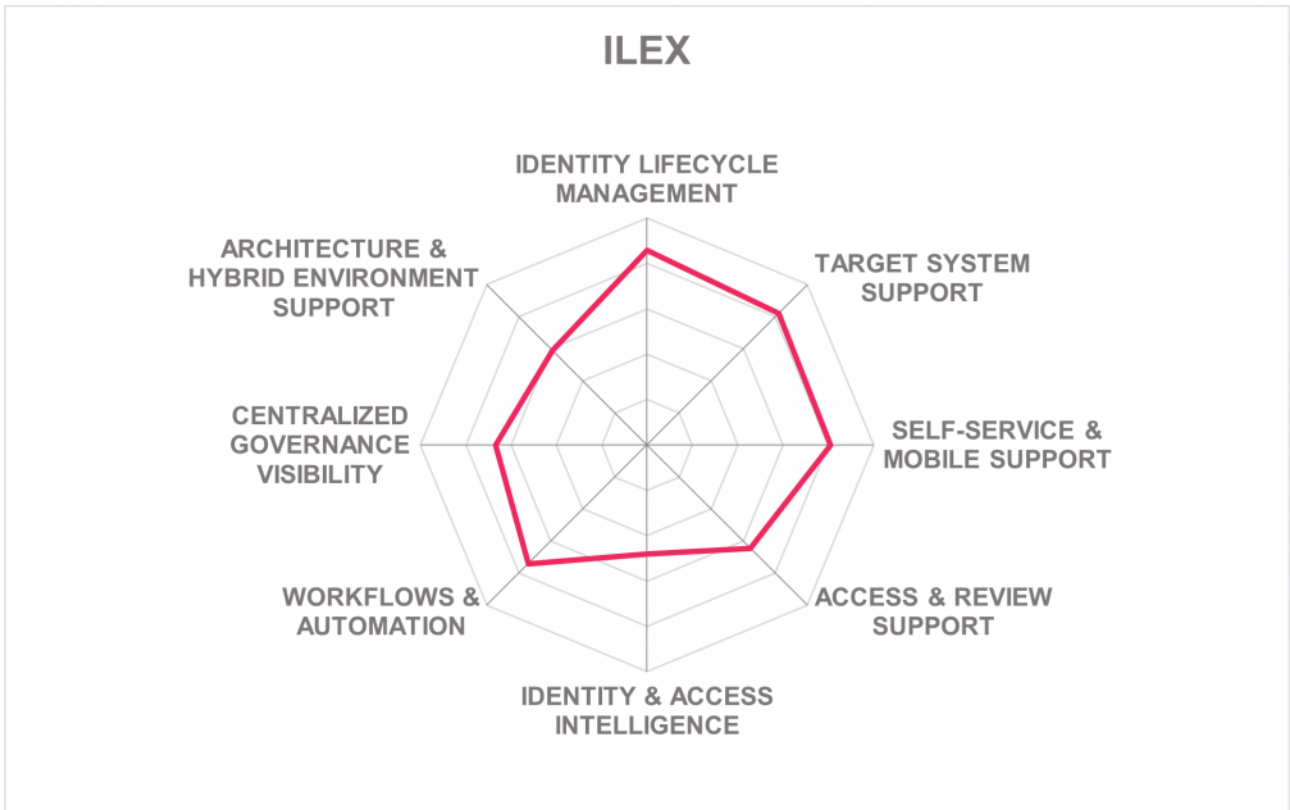 ILEX
IDENTITY LIFECYCLE
MANAGEMENT
TARGET SYSTEM
SUPPORT
SELF-SERVICE &
MOBILE SUPPORT
ACCESS & REVIEW
SUPPORT
IDENTITY & ACCESS
INTELLIGENCE
WORKFLOWS &
AUTOMATION
CENTRALIZED
GOVERNANCE
VISIBILITY
ARCHITECTURE &
HYBRID ENVIRONMENT
SUPPORT